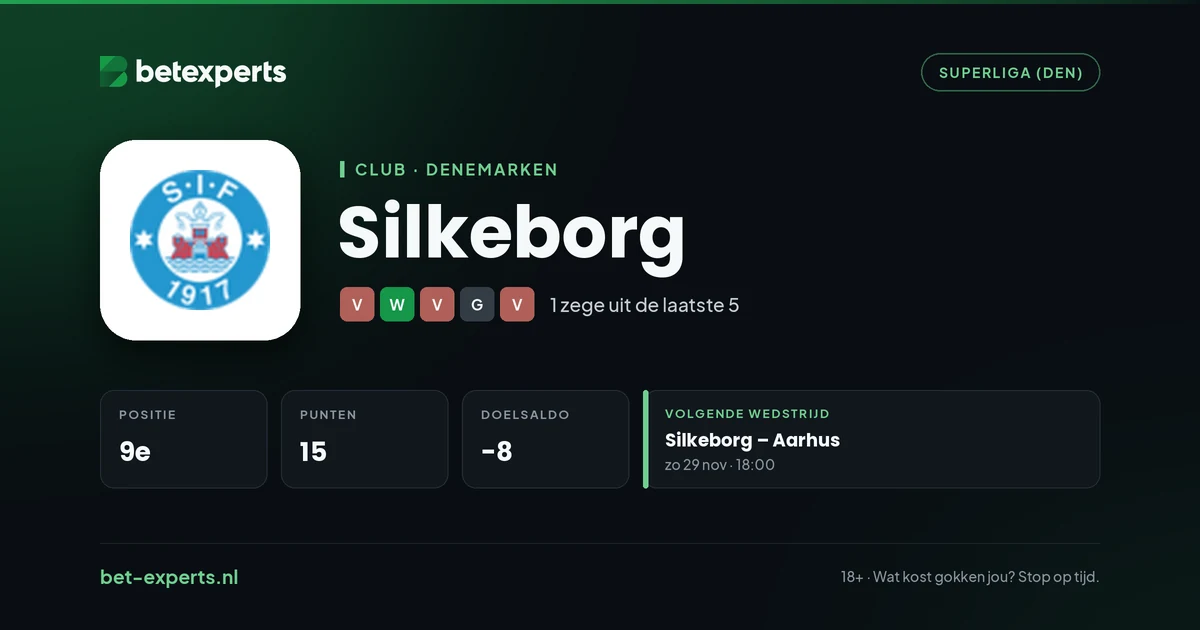 betexperts
SUPERLIGA (DEN)
S·I·F
1917
CLUB · DENEMARKEN
Silkeborg
V W V G V 1 zege uit de laatste 5
POSITIE
9e
PUNTEN
15
DOELSALDO
-8
VOLGENDE WEDSTRIJD
Silkeborg – Aarhus
zo 29 nov · 18:00
bet-experts.nl
18+ · Wat kost gokken jou? Stop op tijd.